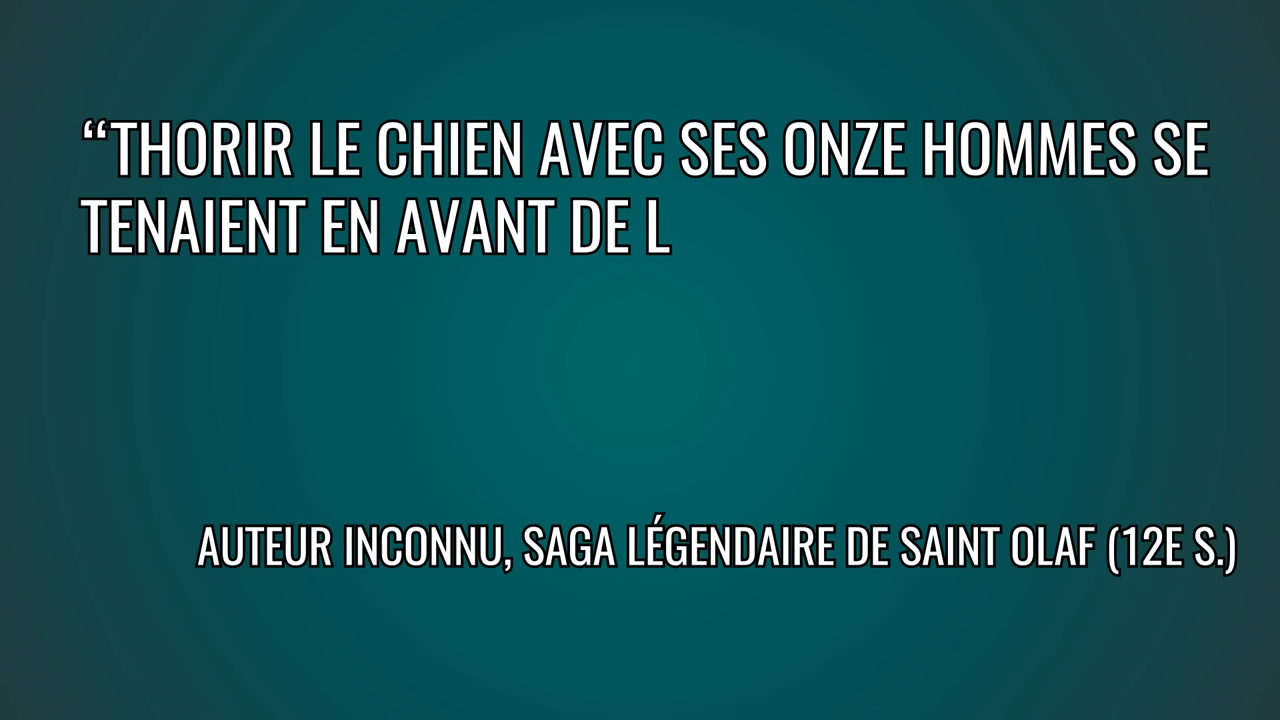 “THORIR LE CHIEN AVEC SES ONZE HOMMES SE
TENAIENT EN AVANT DE L
AUTEUR INCONNU, SAGA LÉGENDAIRE DE SAINT OLAF (12E S.)